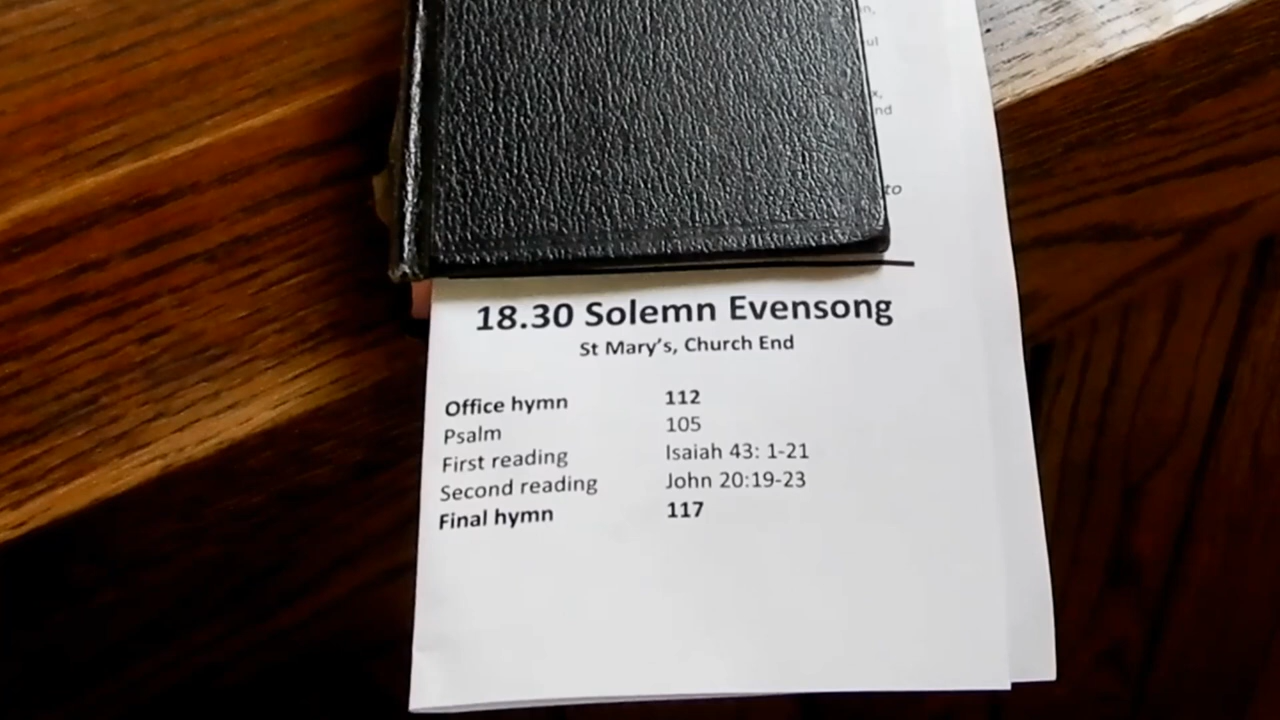 to
18.30 Solemn Evensong
St Mary's, Church End
Office hymn 112
Psalm 105
First reading Isaiah 43: 1-21
Second reading John 20:19-23
Final hymn 117